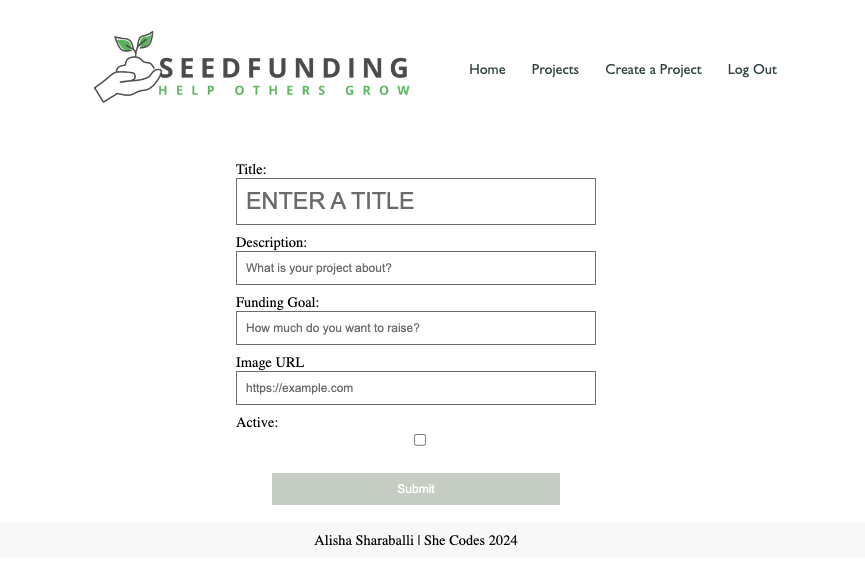 SEEDFUNDING
HELP OTHERS GROW
Home Projects Create a Project Log Out
Title:
ENTER A TITLE
Description:
What is your project about?
Funding Goal:
How much do you want to raise?
Image URL
https://example.com
Active:
Submit
Alisha Sharaballi | She Codes 2024